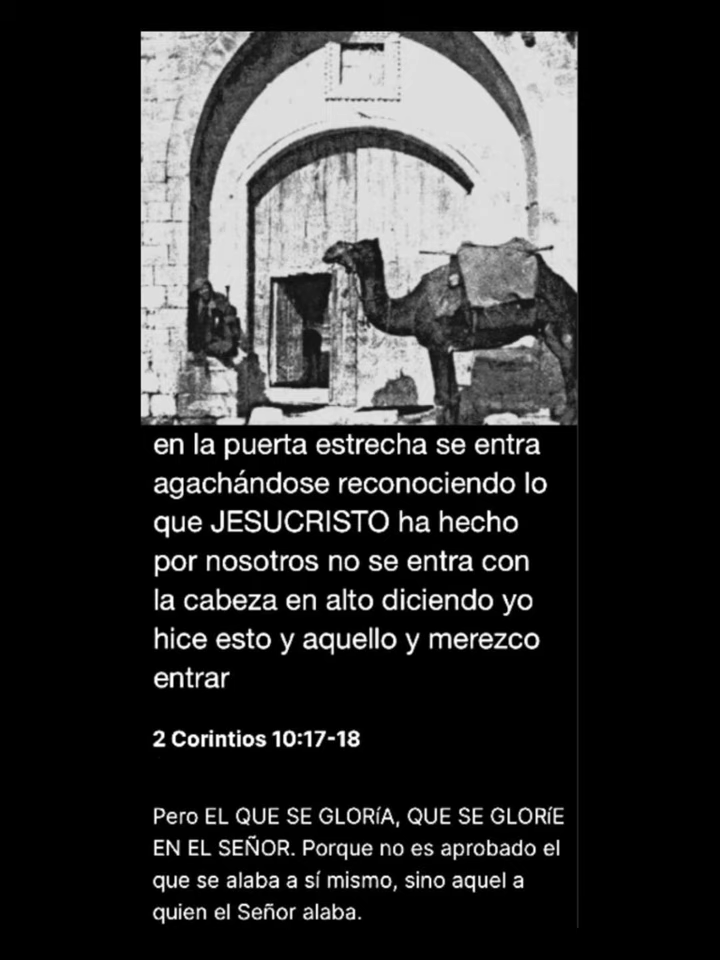 en la puerta estrecha se entra
agachándose reconociendo lo
que JESUCRISTO ha hecho
por nosotros no se entra con
la cabeza en alto diciendo yo
hice esto y aquello y merezco
entrar
2 Corintios 10:17-18
Pero EL QUE SE GLORíA, QUE SE GLORíE
EN EL SEÑOR. Porque no es aprobado el
que se alaba a sí mismo, sino aquel a
quien el Señor alaba.